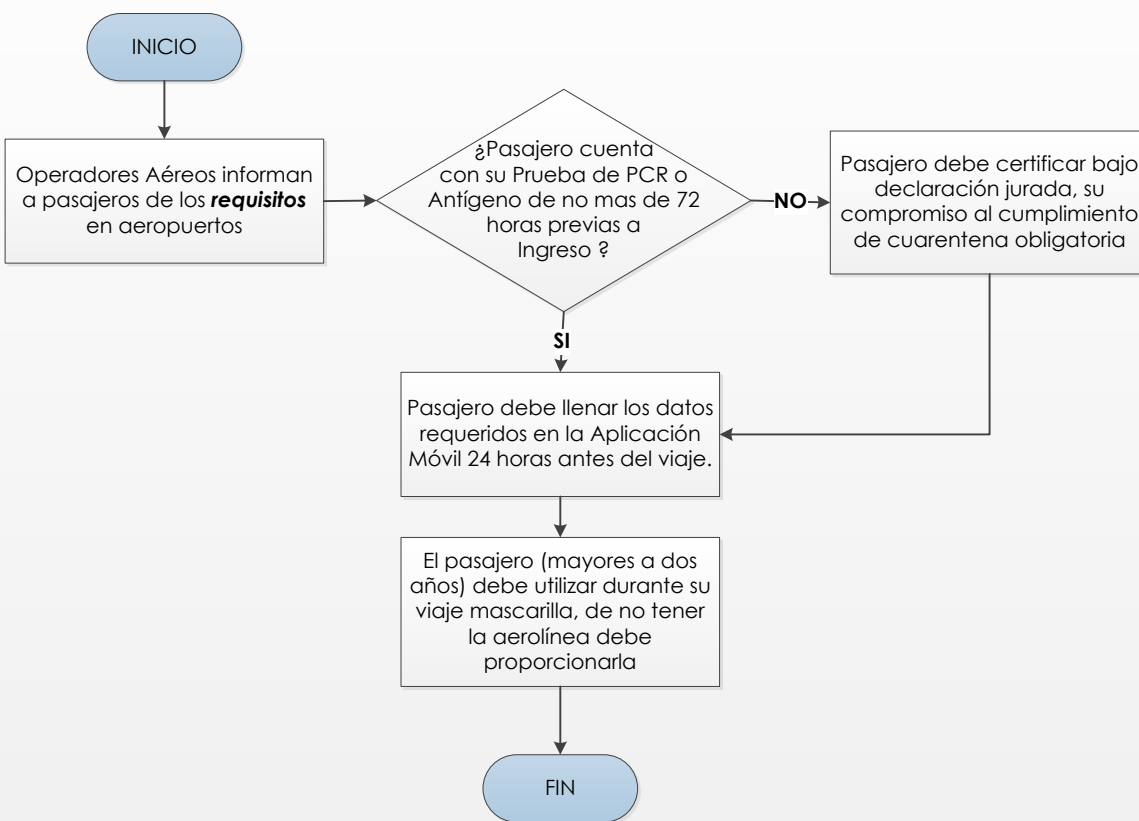 INICIO
Operadores Aéreos informan
a pasajeros de los requisitos
en aeropuertos
¿Pasajero cuenta
con su Prueba de PCR o
Antígeno de no mas de 72
horas previas a
Ingreso ?
NO
Pasajero debe certificar bajo
declaración jurada, su
compromiso al cumplimiento
de cuarentena obligatoria
SI
Pasajero debe llenar los datos
requeridos en la Aplicación
Móvil 24 horas antes del viaje.
El pasajero (mayores a dos
años) debe utilizar durante su
viaje mascarilla, de no tener
la aerolínea debe
proporcionarla
FIN